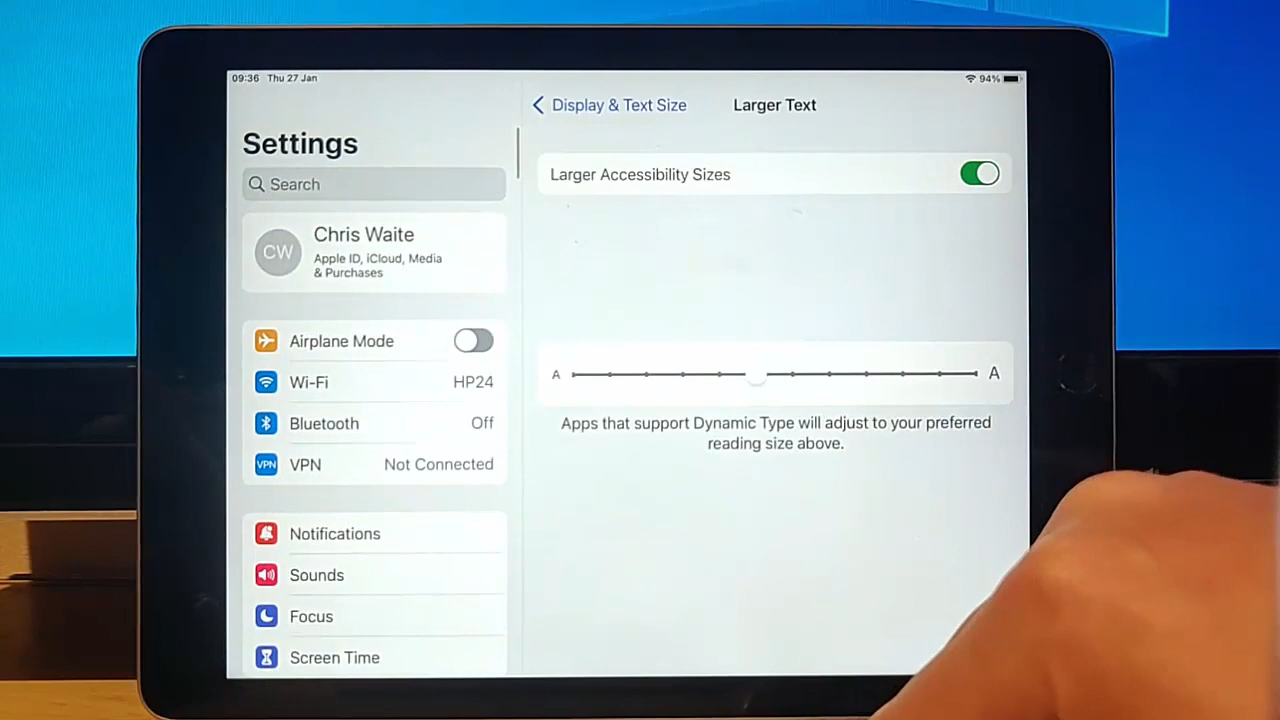 09:36 Thu 27 Jan
94%
Settings
Search
CW
Chris Waite
Apple ID, iCloud, Media
& Purchases
Airplane Mode
Wi-Fi HP24
Bluetooth Off
VPN VPN Not Connected
Notifications
Sounds
Focus
Screen Time
Display & Text Size Larger Text
Larger Accessibility Sizes
A A
Apps that support Dynamic Type will adjust to your preferred
reading size above.